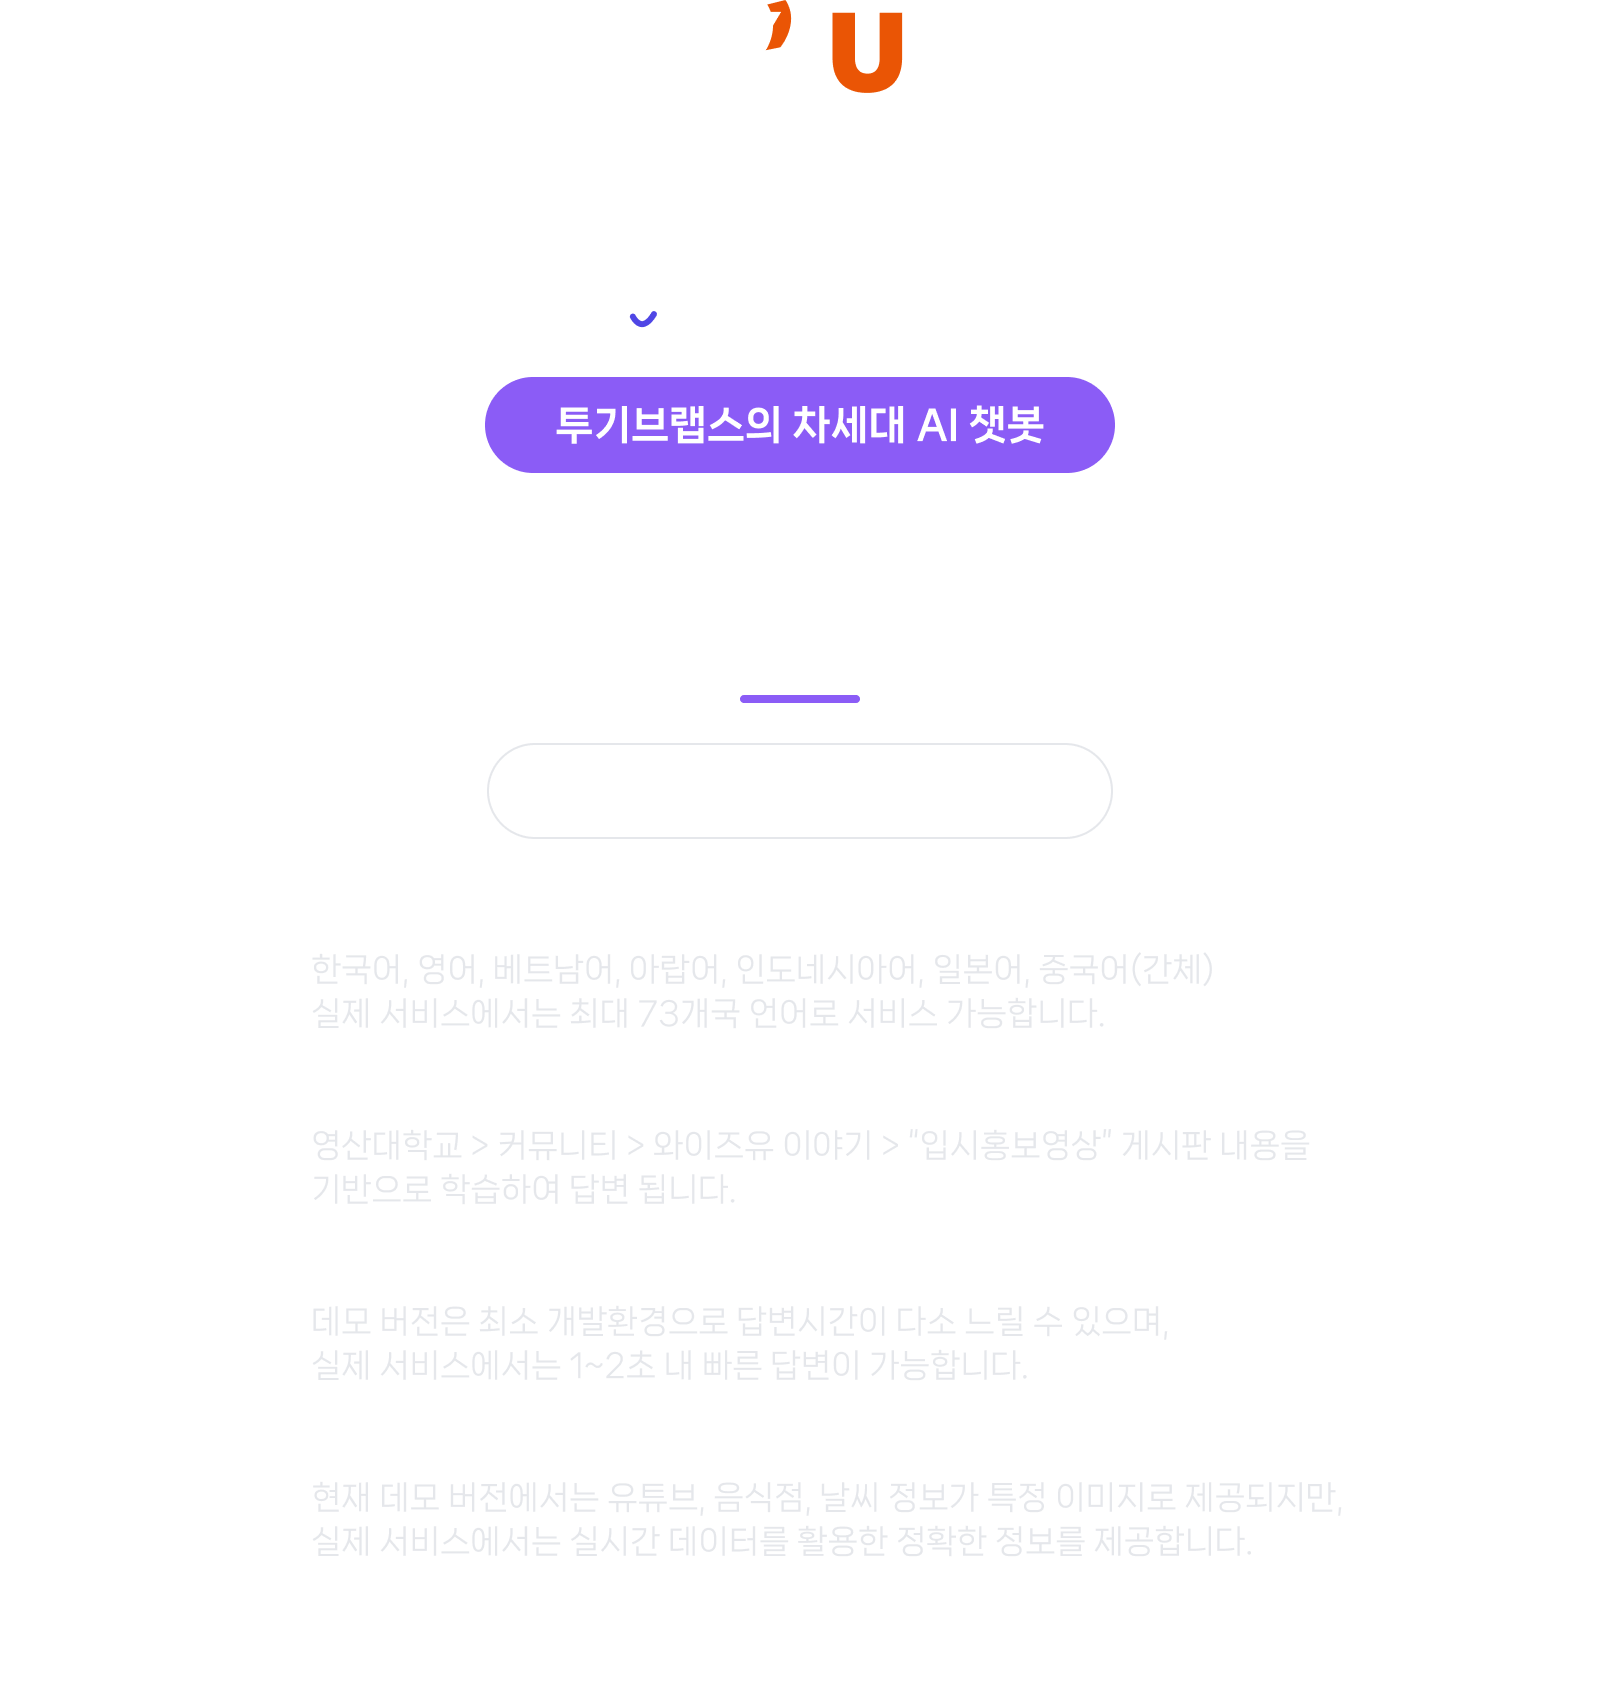 ’U
투기브랩스의 차세대 AI 챗봇
한국어, 영어, 베트남어, 아랍어, 인도네시아어, 일본어, 중국어(간체)
실제 서비스에서는 최대 73개국 언어로 서비스 가능합니다.
영산대학교 > 커뮤니티 > 와이즈유 이야기 > "입시홍보영상" 게시판 내용을
기반으로 학습하여 답변 됩니다.
데모 버전은 최소 개발환경으로 답변시간이 다소 느릴 수 있으며,
실제 서비스에서는 1~2초 내 빠른 답변이 가능합니다.
현재 데모 버전에서는 유튜브, 음식점, 날씨 정보가 특정 이미지로 제공되지만,
실제 서비스에서는 실시간 데이터를 활용한 정확한 정보를 제공합니다.